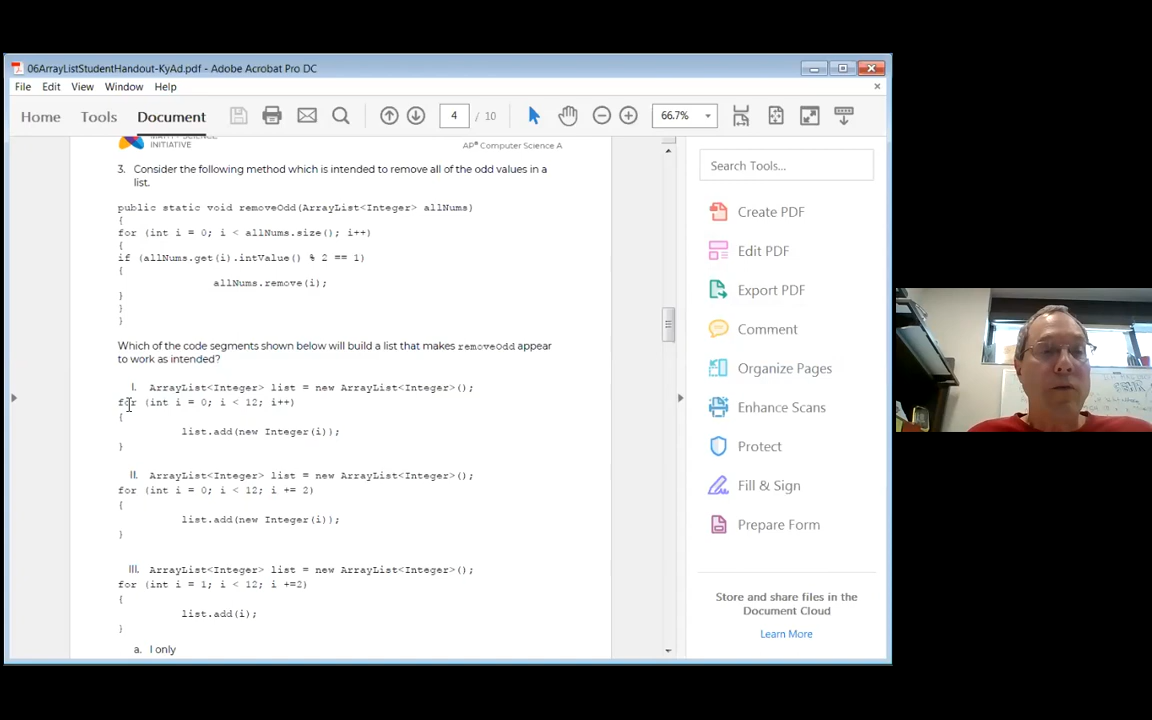 06ArrayListStudentHandout-KyAd.pdf - Adobe Acrobat Pro DC
File Edit View Window Help
Home Tools Document 4 / 10 66.7%
INITIATIVE
AP® Computer Science A
3. Consider the following method which is intended to remove all of the odd values in a
list.
public static void removeOdd(ArrayList<Integer> allNums)
{
for (int i = 0; i < allNums.size(); i++)
{
if (allNums.get(i).intValue() % 2 == 1)
{
allNums.remove(i);
}
}
}
Which of the code segments shown below will build a list that makes removeOdd appear
to work as intended?
I. ArrayList<Integer> list = new ArrayList<Integer>();
for (int i = 0; i < 12; i++)
{
list.add(new Integer(i));
}
II. ArrayList<Integer> list = new ArrayList<Integer>();
for (int i = 0; i < 12; i += 2)
{
list.add(new Integer(i));
}
III. ArrayList<Integer> list = new ArrayList<Integer>();
for (int i = 1; i < 12; i +=2)
{
list.add(i);
}
a. I only
Search Tools...
Create PDF
Edit PDF
Export PDF
Comment
Organize Pages
Enhance Scans
Protect
Fill & Sign
Prepare Form
Store and share files in the
Document Cloud
Learn More